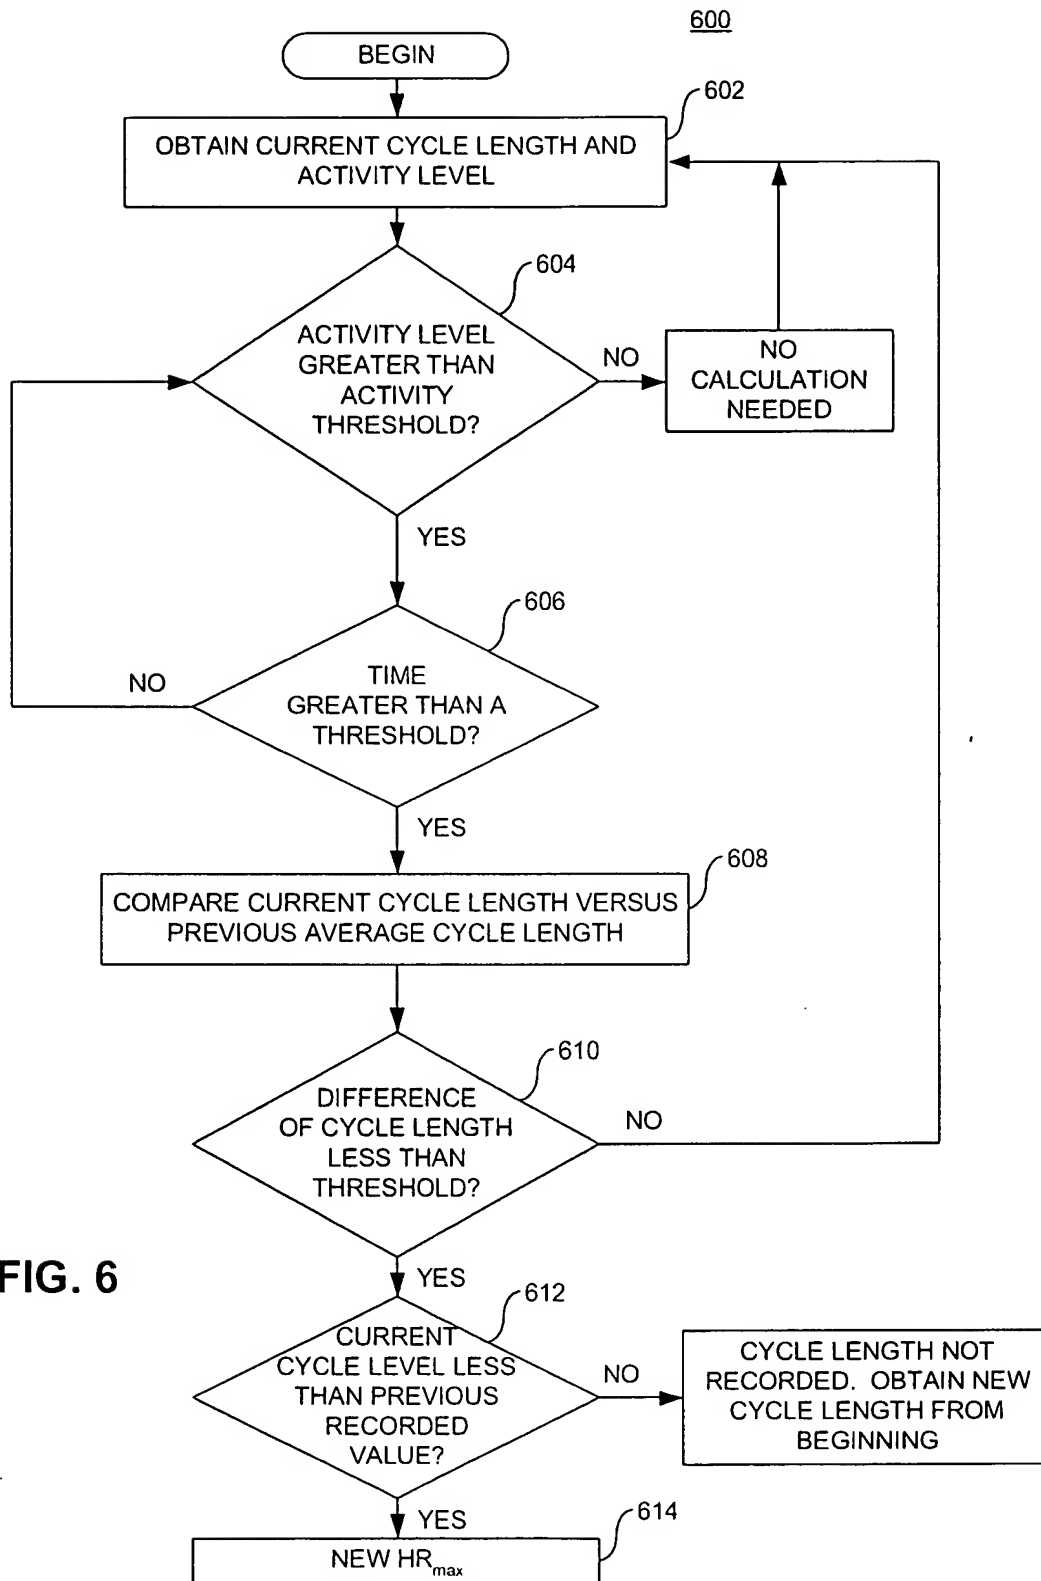 600
BEGIN
602
OBTAIN CURRENT CYCLE LENGTH AND
ACTIVITY LEVEL
604
ACTIVITY LEVEL
GREATER THAN
ACTIVITY
THRESHOLD?
NO
NO
CALCULATION
NEEDED
YES
606
TIME
GREATER THAN A
THRESHOLD?
NO
YES
608
COMPARE CURRENT CYCLE LENGTH VERSUS
PREVIOUS AVERAGE CYCLE LENGTH
610
DIFFERENCE
OF CYCLE LENGTH
LESS THAN
THRESHOLD?
NO
FIG. 6
YES
612
CURRENT
CYCLE LEVEL LESS
THAN PREVIOUS
RECORDED
VALUE?
NO
CYCLE LENGTH NOT
RECORDED. OBTAIN NEW
CYCLE LENGTH FROM
BEGINNING
YES
614
NEW HRmax